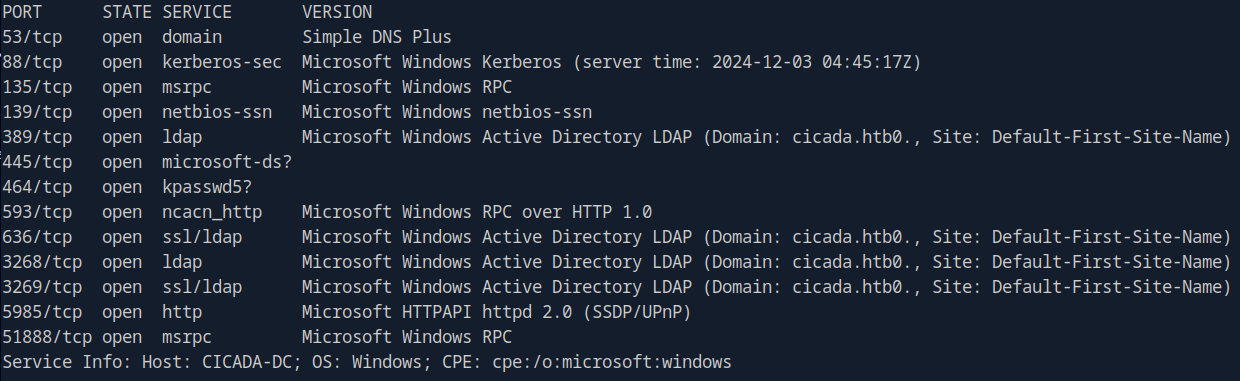 PORT      STATE SERVICE       VERSION
53/tcp    open  domain        Simple DNS Plus
88/tcp    open  kerberos-sec  Microsoft Windows Kerberos (server time: 2024-12-03 04:45:17Z)
135/tcp   open  msrpc         Microsoft Windows RPC
139/tcp   open  netbios-ssn   Microsoft Windows netbios-ssn
389/tcp   open  ldap          Microsoft Windows Active Directory LDAP (Domain: cicada.htb0., Site: Default-First-Site-Name)
445/tcp   open  microsoft-ds?
464/tcp   open  kpasswd5?
593/tcp   open  ncacn_http    Microsoft Windows RPC over HTTP 1.0
636/tcp   open  ssl/ldap      Microsoft Windows Active Directory LDAP (Domain: cicada.htb0., Site: Default-First-Site-Name)
3268/tcp  open  ldap          Microsoft Windows Active Directory LDAP (Domain: cicada.htb0., Site: Default-First-Site-Name)
3269/tcp  open  ssl/ldap      Microsoft Windows Active Directory LDAP (Domain: cicada.htb0., Site: Default-First-Site-Name)
5985/tcp  open  http          Microsoft HTTPAPI httpd 2.0 (SSDP/UPnP)
51888/tcp open  msrpc         Microsoft Windows RPC
Service Info: Host: CICADA-DC; OS: Windows; CPE: cpe:/o:microsoft:windows